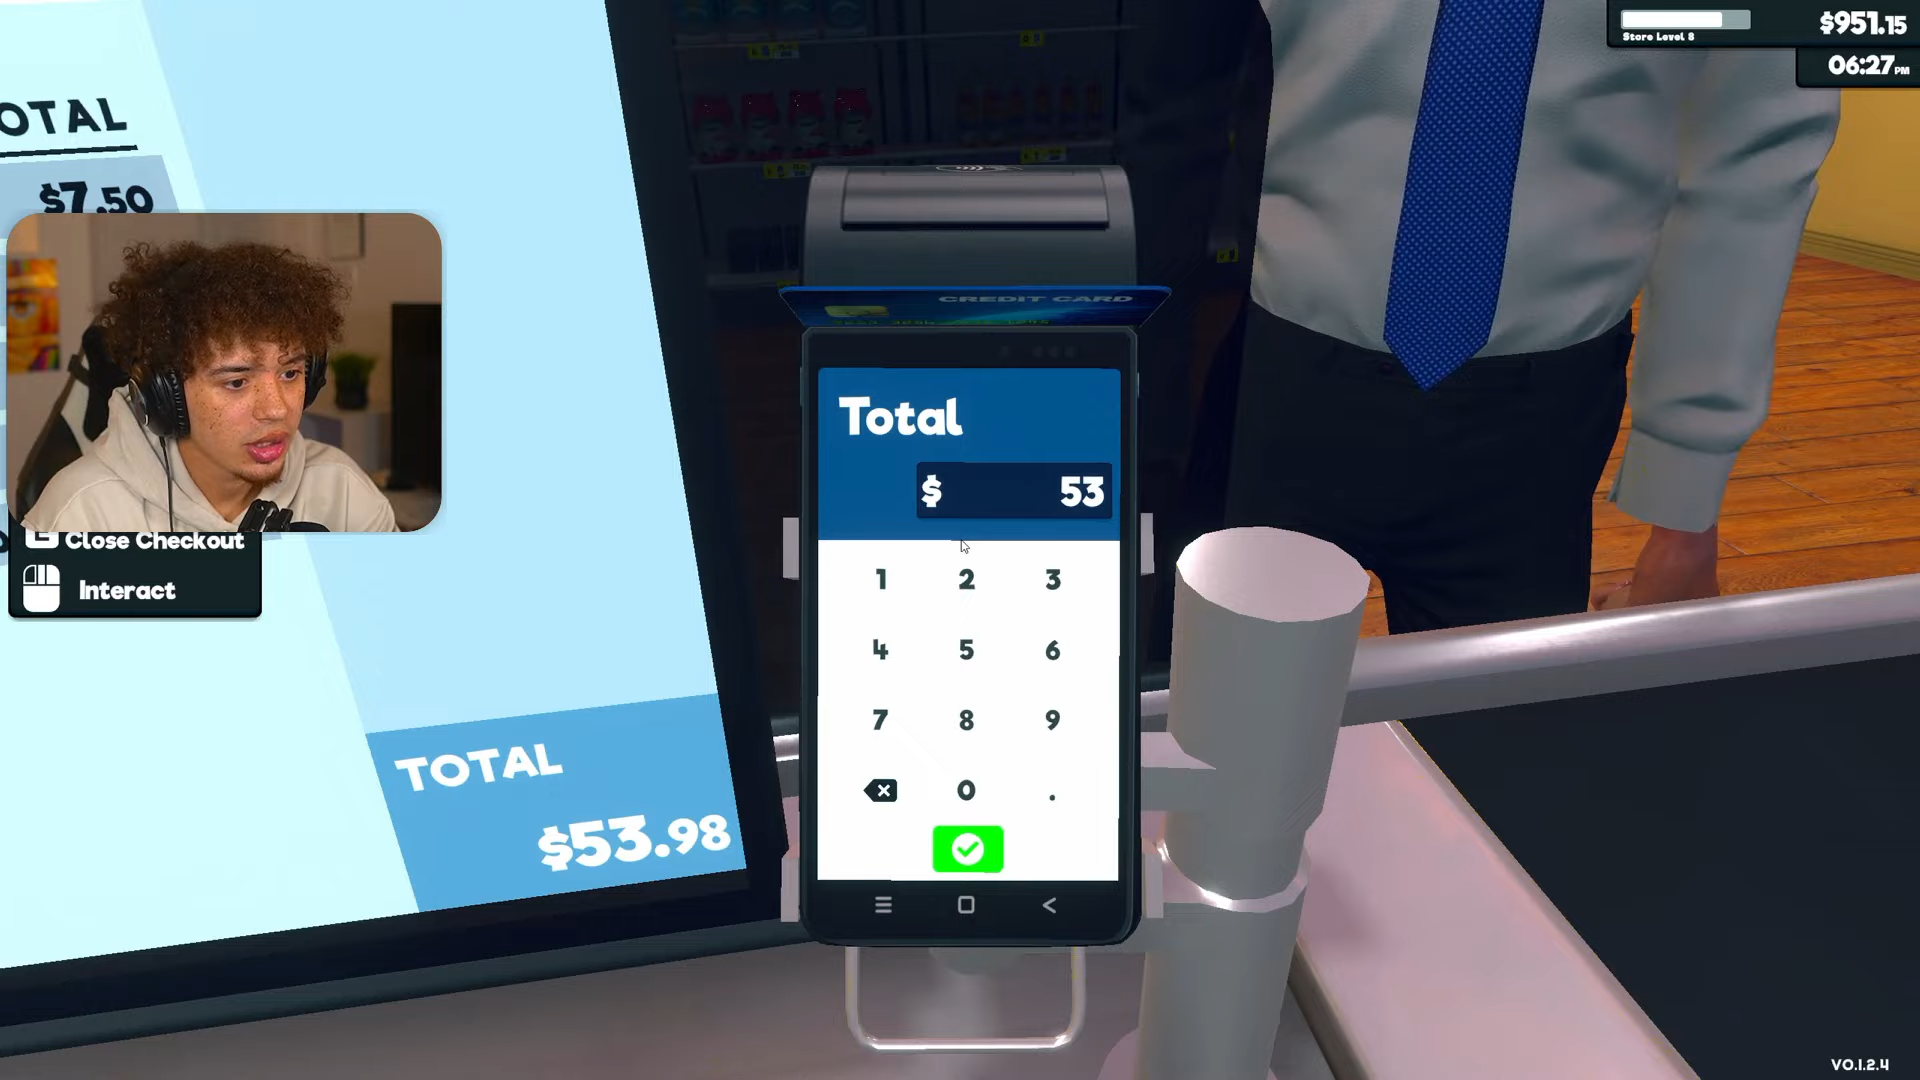 $951.15
Store Level 8
06:27PM
OTAL
$7.50
CREDIT CARD
Total
$ 53
1 2 3
4 5 6
7 8 9
0 .
Close Checkout
Interact
TOTAL
$53.98
V0.1.2.4